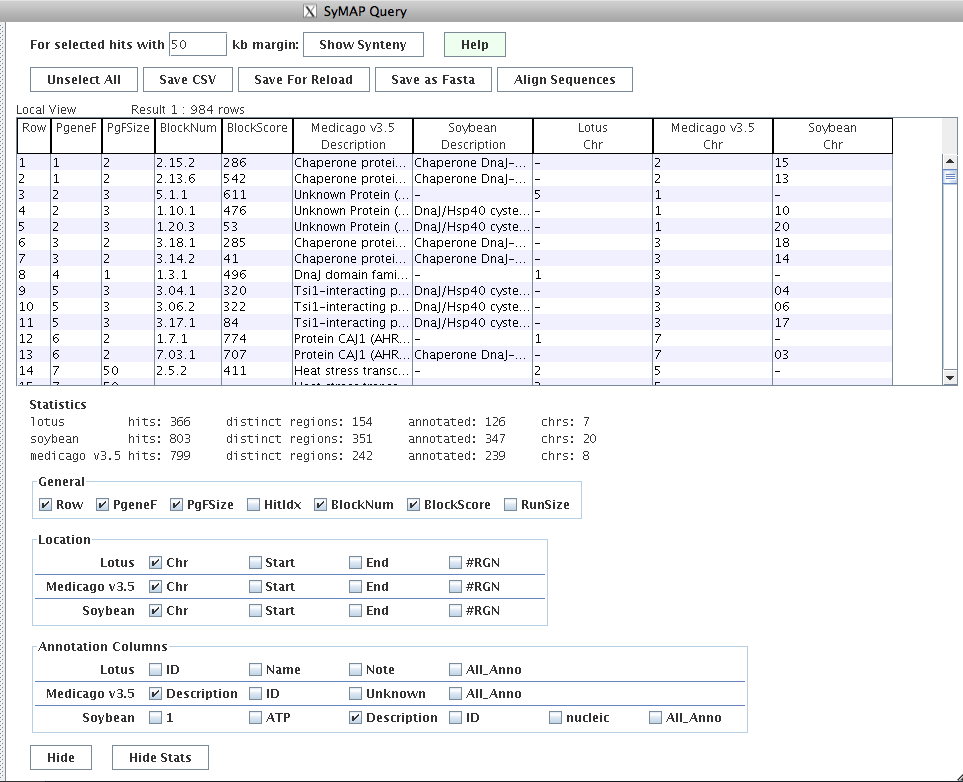 X SyMAP Query
For selected hits with 50 kb margin: Show Synteny Help
Unselect All Save CSV Save For Reload Save as Fasta Align Sequences
Local View Result 1 : 984 rows
Row PgeneF PgFSize BlockNum BlockScore Medicago v3.5 Soybean Lotus Medicago v3.5 Soybean
Description Description Chr Chr Chr
1 1 2 2.15.2 286 Chaperone protei... Chaperone DnaJ-... - 2 15
2 1 2 2.13.6 542 Chaperone protei... Chaperone DnaJ-... - 2 13
3 2 3 5.1.1 611 Unknown Protein (... - 5 1 -
4 2 3 1.10.1 476 Unknown Protein (... DnaJ/Hsp40 cyste... - 1 10
5 2 3 1.20.3 53 Unknown Protein (... DnaJ/Hsp40 cyste... - 1 20
6 3 2 3.18.1 285 Chaperone protei... Chaperone DnaJ-... - 3 18
7 3 2 3.14.2 41 Chaperone protei... Chaperone DnaJ-... - 3 14
8 4 1 1.3.1 496 DnaJ domain fami... - 1 3 -
9 5 3 3.04.1 320 Tsi1-interacting p... DnaJ/Hsp40 cyste... - 3 04
10 5 3 3.06.2 322 Tsi1-interacting p... DnaJ/Hsp40 cyste... - 3 06
11 5 3 3.17.1 84 Tsi1-interacting p... DnaJ/Hsp40 cyste... - 3 17
12 6 2 1.7.1 774 Protein CAJ1 (AHR... - 1 7 -
13 6 2 7.03.1 707 Protein CAJ1 (AHR... Chaperone DnaJ-... - 7 03
14 7 50 2.5.2 411 Heat stress transc... - 2 5 -
Statistics
lotus hits: 366 distinct regions: 154 annotated: 126 chrs: 7
soybean hits: 803 distinct regions: 351 annotated: 347 chrs: 20
medicago v3.5 hits: 799 distinct regions: 242 annotated: 239 chrs: 8
General
Row PgeneF PgFSize HitIdx BlockNum BlockScore RunSize
Location
Lotus Chr Start End #RGN
Medicago v3.5 Chr Start End #RGN
Soybean Chr Start End #RGN
Annotation Columns
Lotus ID Name Note All_Anno
Medicago v3.5 Description ID Unknown All_Anno
Soybean 1 ATP Description ID nucleic All_Anno
Hide Hide Stats